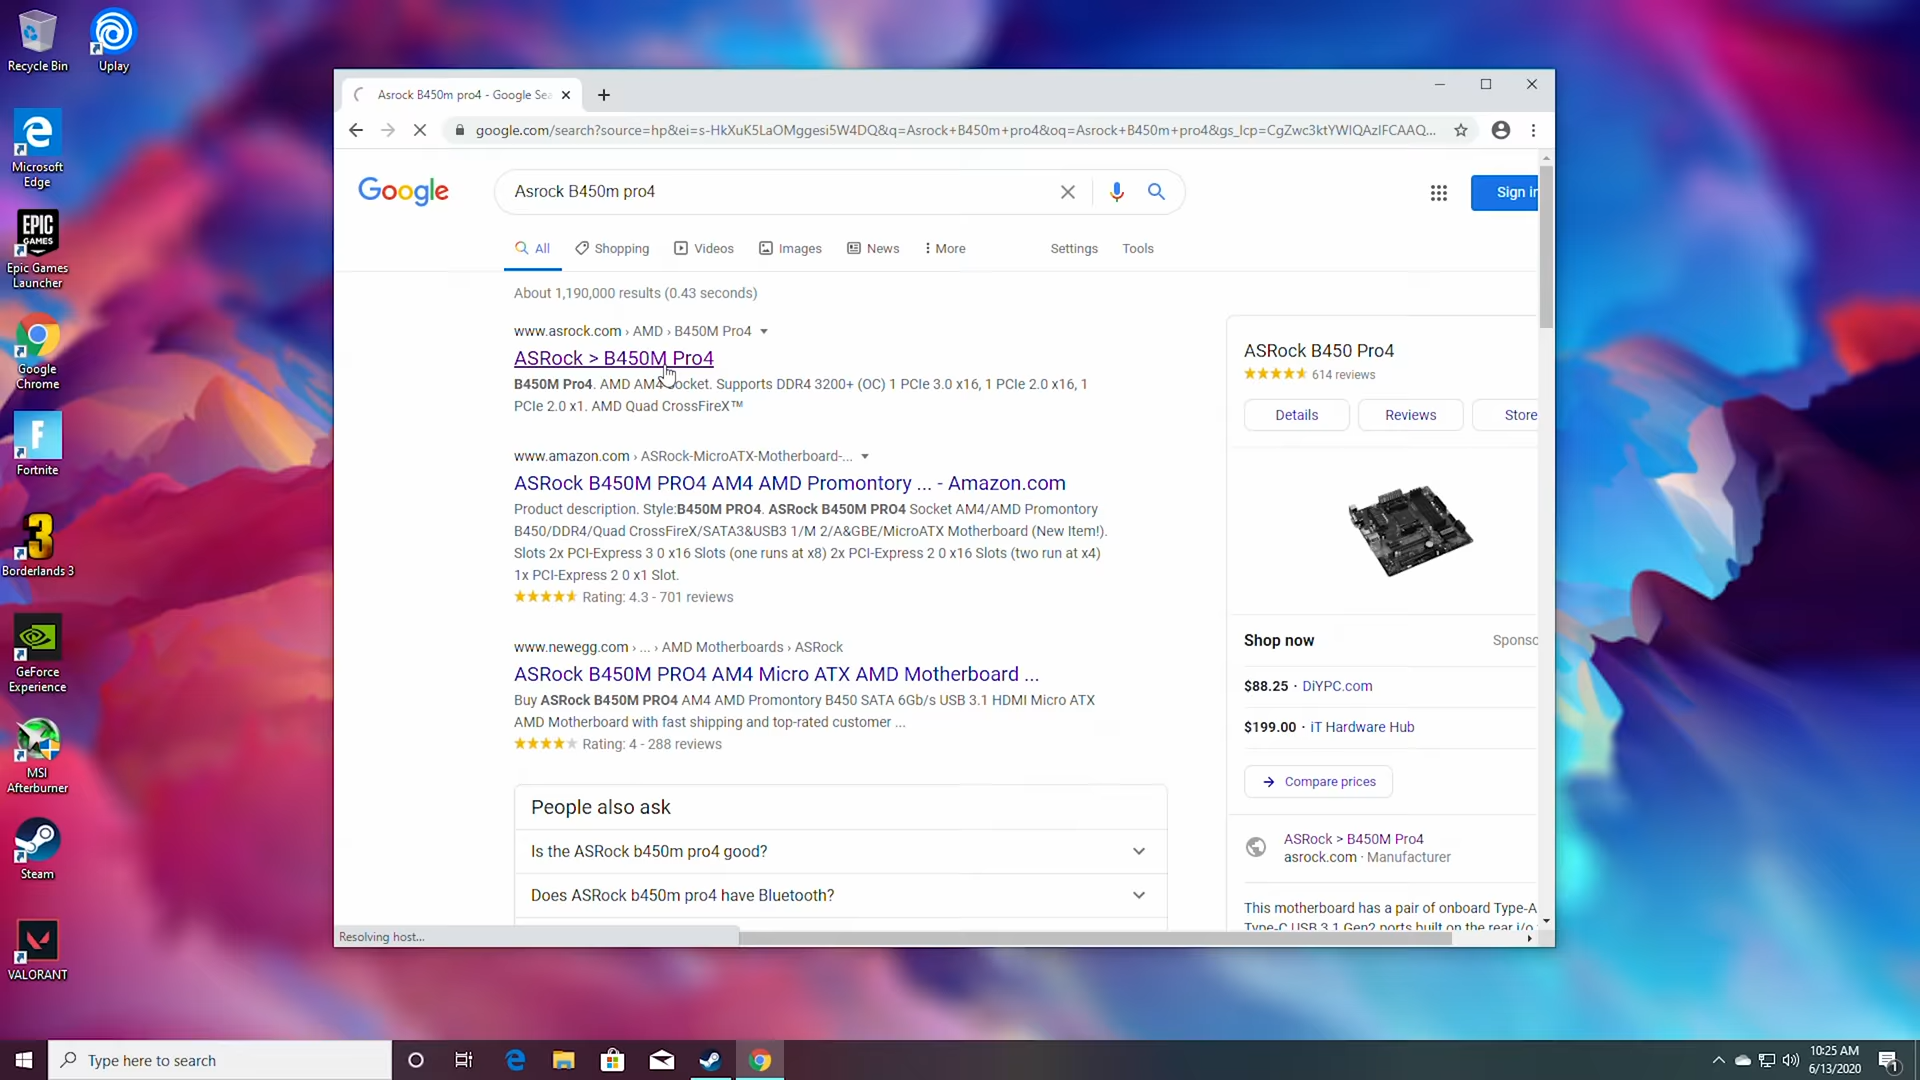 Recycle Bin
Uplay
Microsoft
Edge
EPIC
GAMES
Epic Games
Launcher
Google
Chrome
Fortnite
Borderlands 3
GeForce
Experience
MSI
Afterburner
Steam
VALORANT
Asrock B450m pro4 - Google Sea
google.com/search?source=hp&ei=s-HkXuK5LaOMggesi5W4DQ&q=Asrock+B450m+pro4&oq=Asrock+B450m+pro4&gs_lcp=CgZwc3ktYWIQAzIFCAAQ...
Google
Asrock B450m pro4
Sign in
All
Shopping
Videos
Images
News
More
Settings
Tools
About 1,190,000 results (0.43 seconds)
www.asrock.com › AMD › B450M Pro4
ASRock > B450M Pro4
B450M Pro4. AMD AM4 Socket. Supports DDR4 3200+ (OC) 1 PCIe 3.0 x16, 1 PCIe 2.0 x16, 1
PCIe 2.0 x1. AMD Quad CrossFireX™
www.amazon.com › ASRock-MicroATX-Motherboard-...
ASRock B450M PRO4 AM4 AMD Promontory ... - Amazon.com
Product description. Style:B450M PRO4. ASRock B450M PRO4 Socket AM4/AMD Promontory
B450/DDR4/Quad CrossFireX/SATA3&USB3 1/M 2/A&GBE/MicroATX Motherboard (New Item!).
Slots 2x PCI-Express 3 0 x16 Slots (one runs at x8) 2x PCI-Express 2 0 x16 Slots (two run at x4)
1x PCI-Express 2 0 x1 Slot.
Rating: 4.3 - 701 reviews
www.newegg.com › ... › AMD Motherboards › ASRock
ASRock B450M PRO4 AM4 Micro ATX AMD Motherboard ...
Buy ASRock B450M PRO4 AM4 AMD Promontory B450 SATA 6Gb/s USB 3.1 HDMI Micro ATX
AMD Motherboard with fast shipping and top-rated customer ...
Rating: 4 - 288 reviews
People also ask
Is the ASRock b450m pro4 good?
Does ASRock b450m pro4 have Bluetooth?
ASRock B450 Pro4
614 reviews
Details
Reviews
Store
Shop now
Sponso
$88.25 · DiYPC.com
$199.00 · iT Hardware Hub
Compare prices
ASRock > B450M Pro4
asrock.com · Manufacturer
This motherboard has a pair of onboard Type-A
Type-C USB 3.1 Gen2 ports built on the rear i/o
Resolving host...
Type here to search
10:25 AM
6/13/2020
1